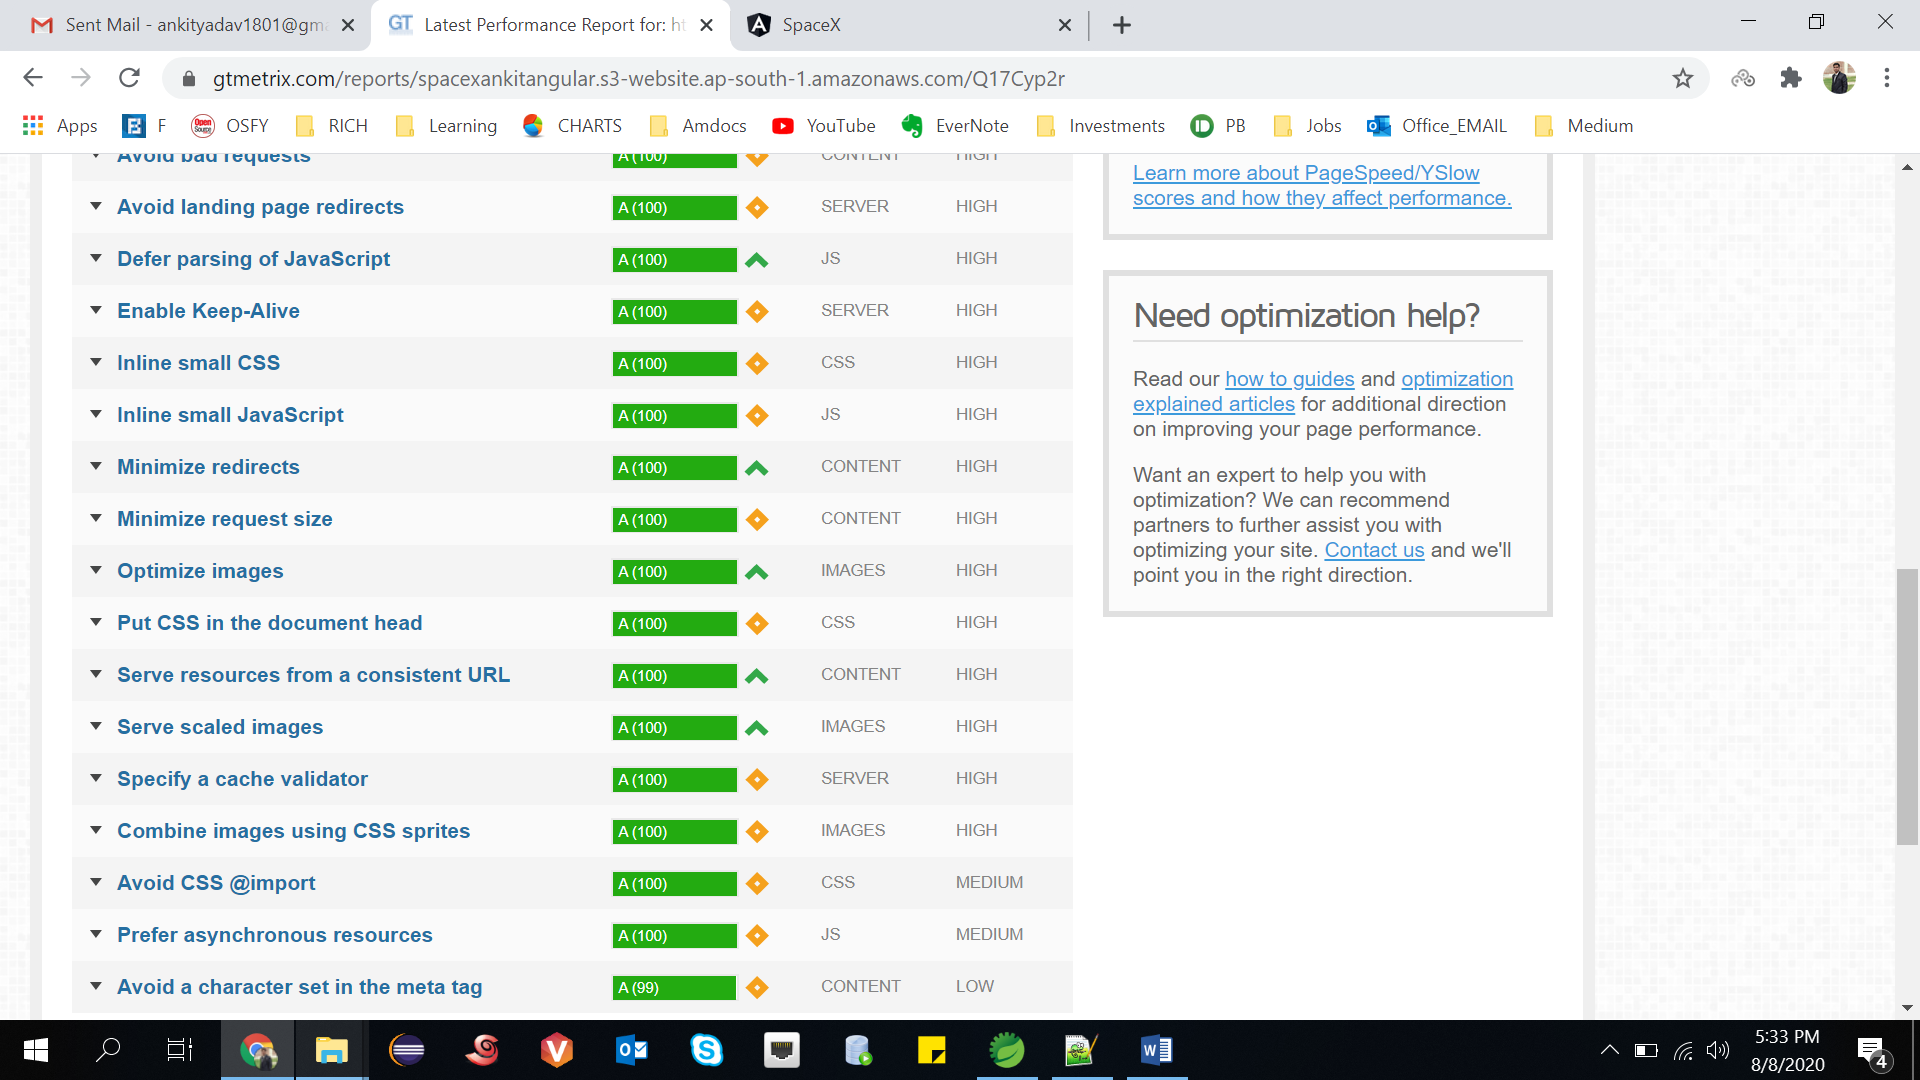 Sent Mail - ankityadav1801@gma
GT Latest Performance Report for: ht
SpaceX
gtmetrix.com/reports/spacexankitangular.s3-website.ap-south-1.amazonaws.com/Q17Cyp2r
Apps F OSFY RICH Learning CHARTS Amdocs YouTube EverNote Investments PB Jobs Office_EMAIL Medium
Avoid bad requests A (100) CONTENT HIGH
Avoid landing page redirects A (100) SERVER HIGH
Defer parsing of JavaScript A (100) JS HIGH
Enable Keep-Alive A (100) SERVER HIGH
Inline small CSS A (100) CSS HIGH
Inline small JavaScript A (100) JS HIGH
Minimize redirects A (100) CONTENT HIGH
Minimize request size A (100) CONTENT HIGH
Optimize images A (100) IMAGES HIGH
Put CSS in the document head A (100) CSS HIGH
Serve resources from a consistent URL A (100) CONTENT HIGH
Serve scaled images A (100) IMAGES HIGH
Specify a cache validator A (100) SERVER HIGH
Combine images using CSS sprites A (100) IMAGES HIGH
Avoid CSS @import A (100) CSS MEDIUM
Prefer asynchronous resources A (100) JS MEDIUM
Avoid a character set in the meta tag A (99) CONTENT LOW
Learn more about PageSpeed/YSlow
scores and how they affect performance.
Need optimization help?
Read our how to guides and optimization
explained articles for additional direction
on improving your page performance.
Want an expert to help you with
optimization? We can recommend
partners to further assist you with
optimizing your site. Contact us and we'll
point you in the right direction.
5:33 PM
8/8/2020
4